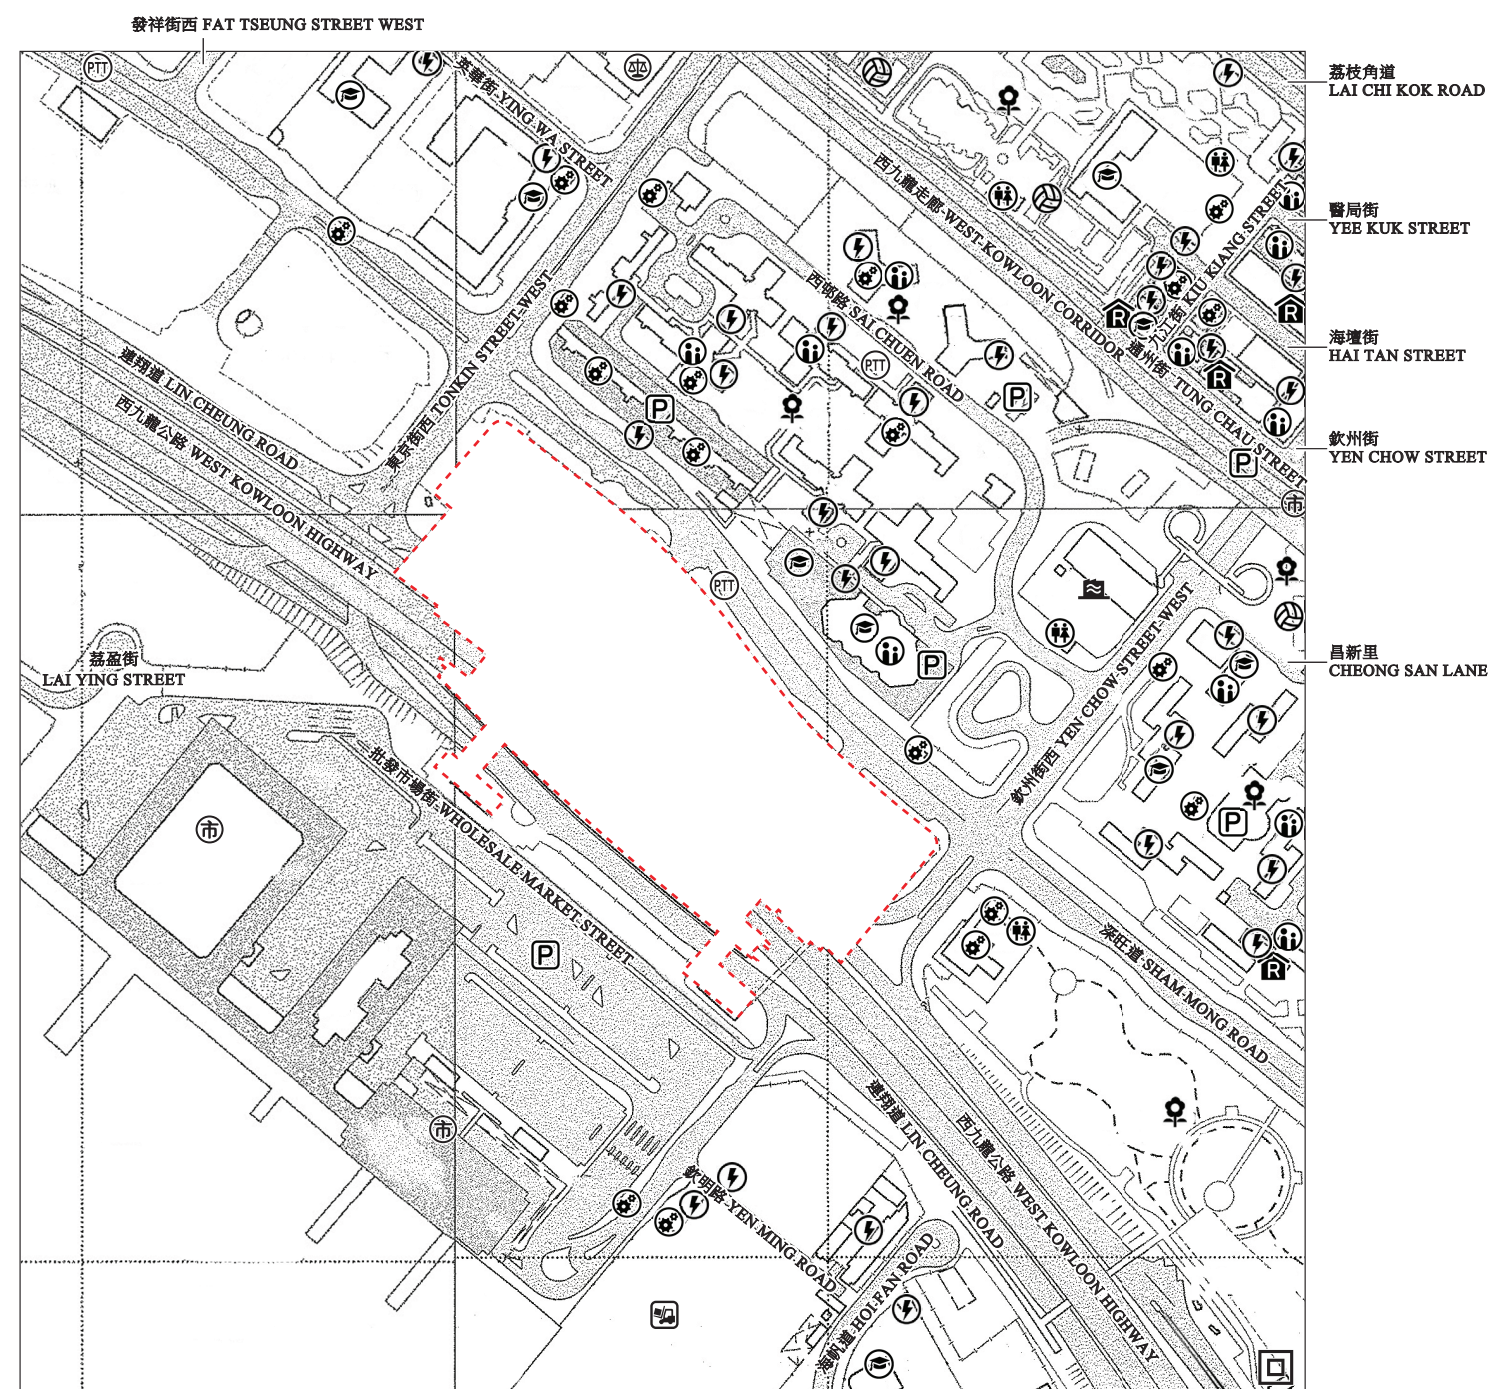 發祥街西 FAT TSEUNG STREET WEST
荔枝角道
LAI CHI KOK ROAD
醫局街
YEE KUK STREET
海壇街
HAI TAN STREET
欽州街
YEN CHOW STREET
昌新里
CHEONG SAN LANE
PTT
英華街 YING WA STREET
西九龍走廊 WEST KOWLOON CORRIDOR
九江街 KIU KIANG STREET
通州街 TUNG CHAU STREET
西邨路 SAI CHUEN ROAD
PTT
東京街西 TONKIN STREET WEST
連翔道 LIN CHEUNG ROAD
西九龍公路 WEST KOWLOON HIGHWAY
R
R
R
P
P
P
市
PTT
P
荔盈街
LAI YING STREET
欽州街西 YEN CHOW STREET WEST
批發市場街 WHOLESALE MARKET STREET
市
P
P
R
深旺道 SHAM MONG ROAD
市
連翔道 LIN CHEUNG ROAD
西九龍公路 WEST KOWLOON HIGHWAY
欽明路 YEN MING ROAD
海帆道 HOI FAN ROAD